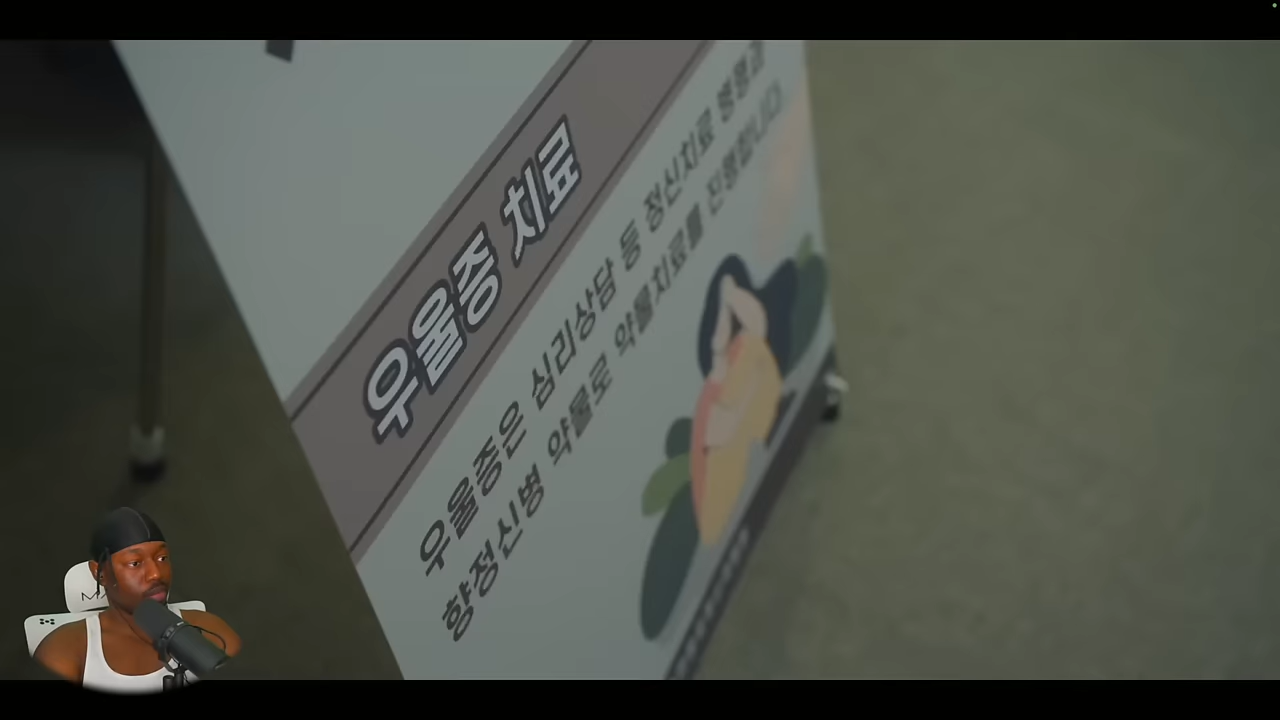 우울증 치료
우울증은 심리상담 등 정신치료 병행과
향정신병 약물로 약물치료를 진행합니다